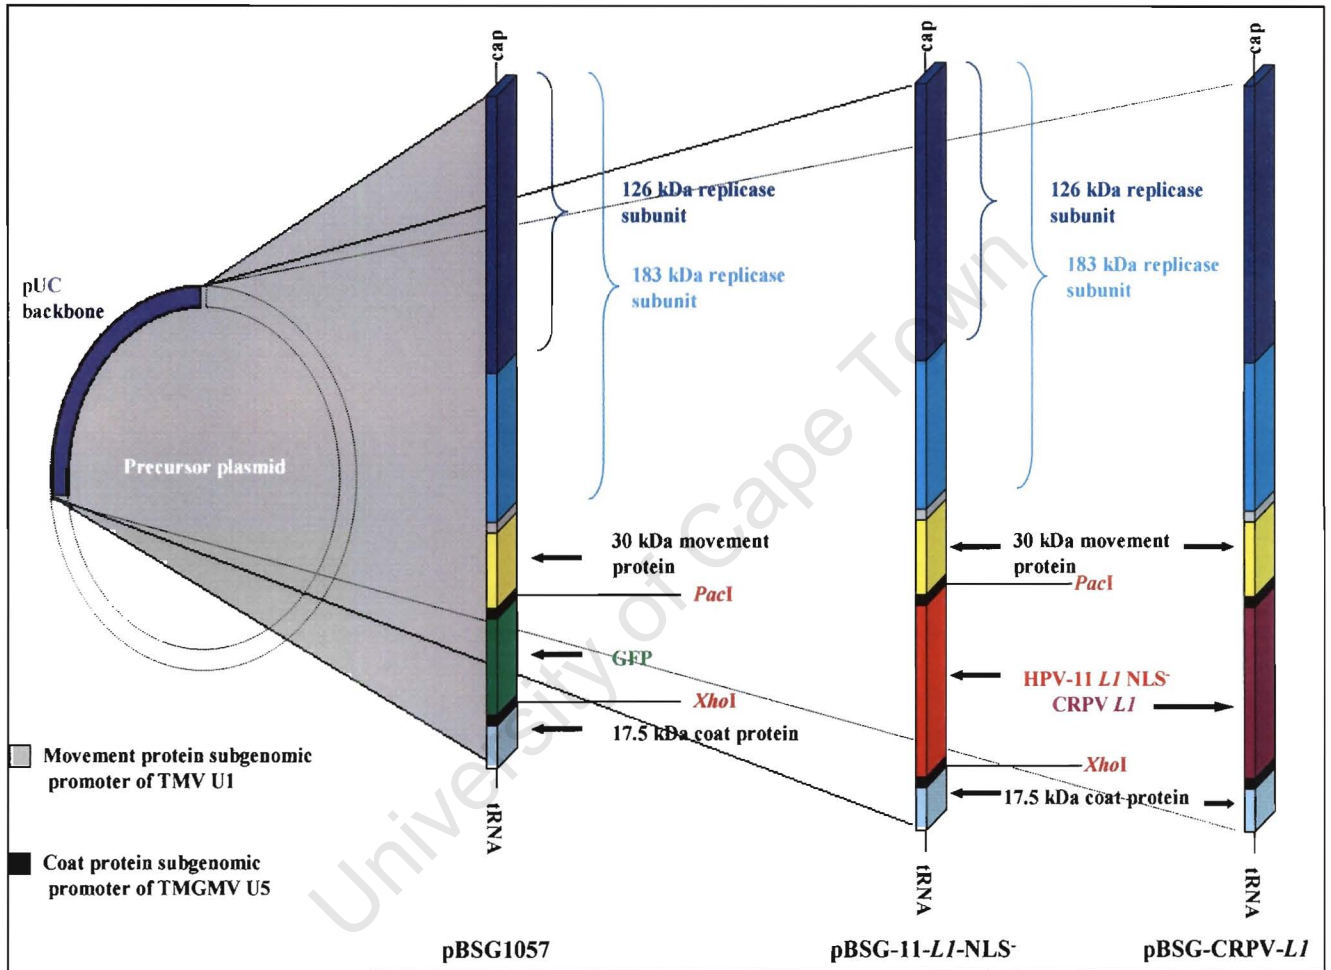 cap
cap
cap
126 kDa replicase
subunit
126 kDa replicase
subunit
183 kDa replicase
subunit
183 kDa replicase
subunit
pUC
backbone
Precursor plasmid
30 kDa movement
protein
30 kDa movement
protein
PacI
PacI
GFP
HPV-11 L1 NLS-
CRPV L1
XhoI
XhoI
17.5 kDa coat protein
17.5 kDa coat protein
Movement protein subgenomic
promoter of TMV U1
Coat protein subgenomic
promoter of TMGMV U5
tRNA
tRNA
tRNA
pBSG1057
pBSG-11-L1-NLS-
pBSG-CRPV-L1
University of Cape Town